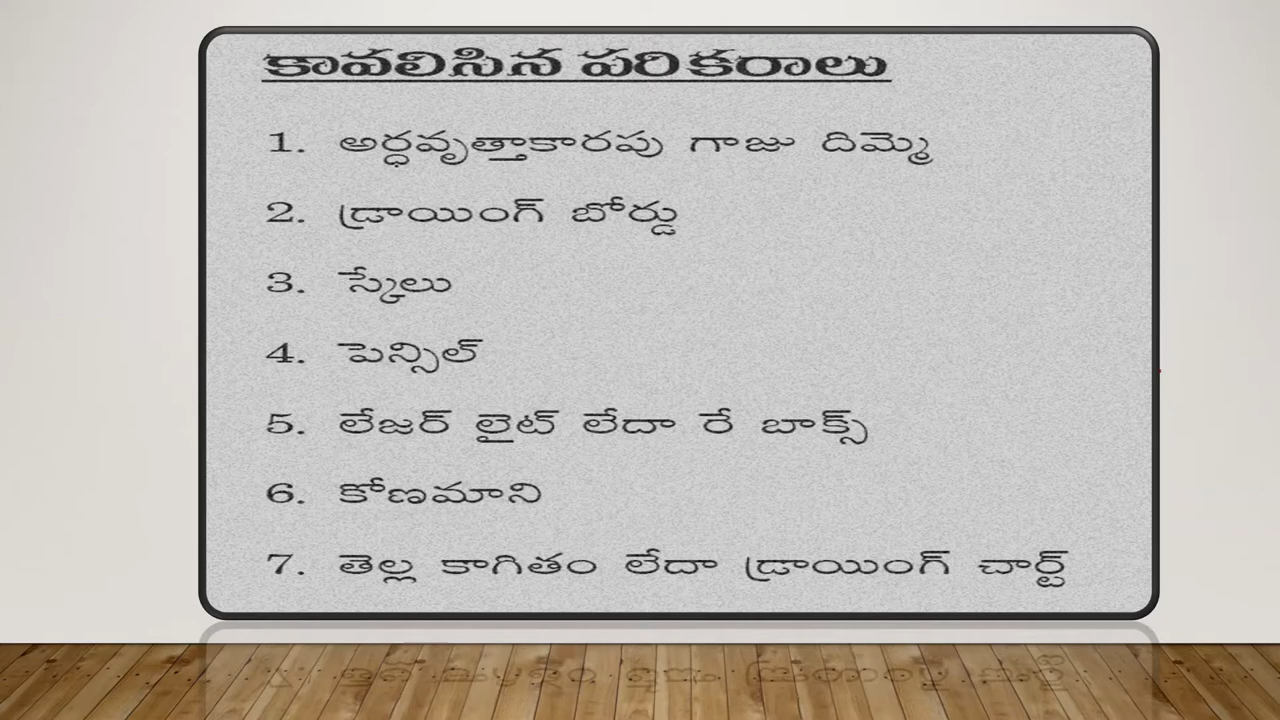 కావలిసిన పరికరాలు
1. అర్ధవృత్తాకారపు గాజు దిమ్మె
2. డ్రాయింగ్ బోర్డు
3. స్కేలు
4. పెన్సిల్
5. లేజర్ లైట్ లేదా రే బాక్స్
6. కోణమాని
7. తెల్ల కాగితం లేదా డ్రాయింగ్ చార్ట్